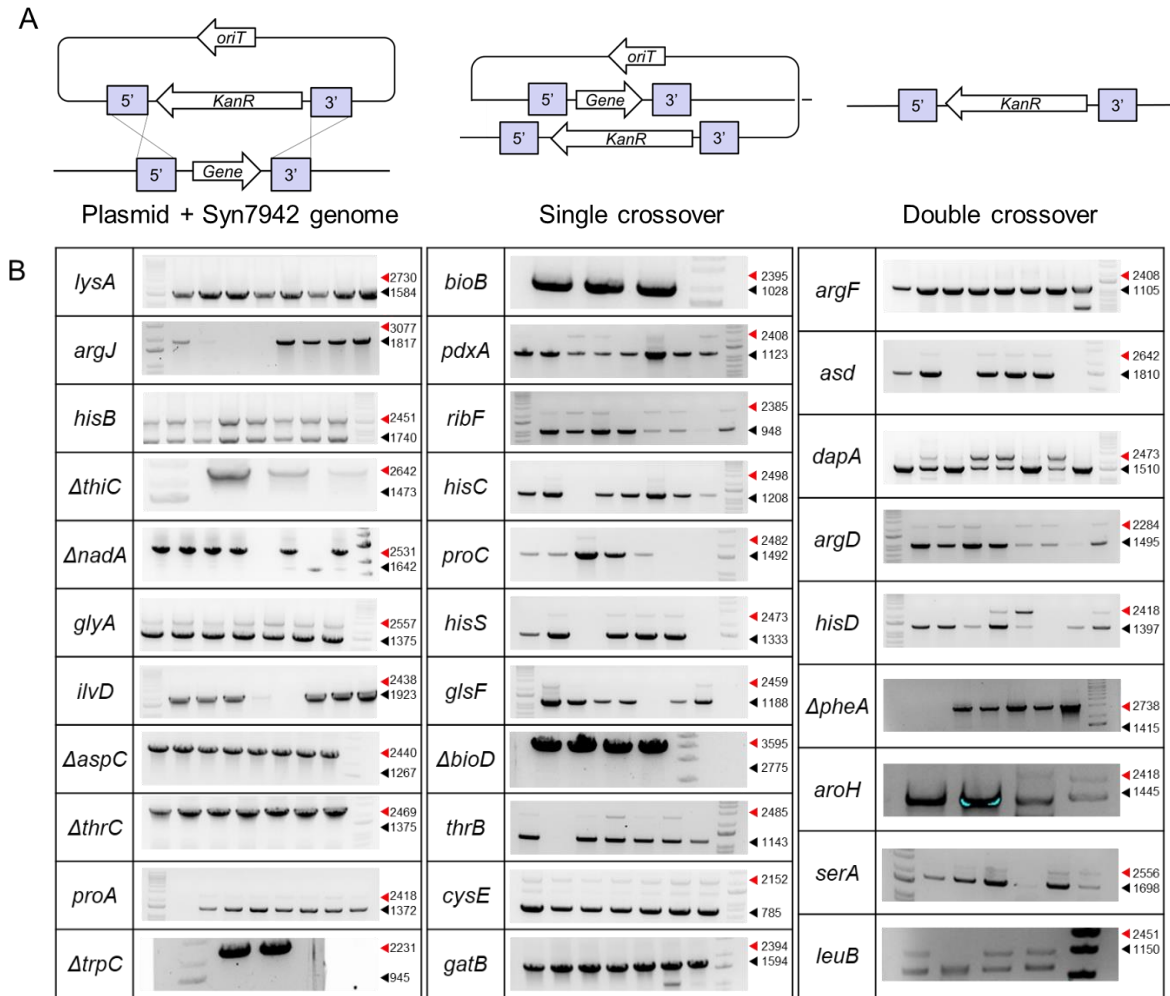 A
oriT
5’ KanR 3’
5’ Gene 3’
Plasmid + Syn7942 genome
oriT
5’ Gene 3’
5’ KanR 3’
Single crossover
5’ KanR 3’
Double crossover
B
lysA
2730
1584
argJ
3077
1817
hisB
2451
1740
ΔthiC
2642
1473
ΔnadA
2531
1642
glyA
2557
1375
ilvD
2438
1923
ΔaspC
2440
1267
ΔthrC
2469
1375
proA
2418
1372
ΔtrpC
2231
945
bioB
2395
1028
pdxA
2408
1123
ribF
2385
948
hisC
2498
1208
proC
2482
1492
hisS
2473
1333
glsF
2459
1188
ΔbioD
3595
2775
thrB
2485
1143
cysE
2152
785
gatB
2394
1594
argF
2408
1105
asd
2642
1810
dapA
2473
1510
argD
2284
1495
hisD
2418
1397
ΔpheA
2738
1415
aroH
2418
1445
serA
2556
1698
leuB
2451
1150